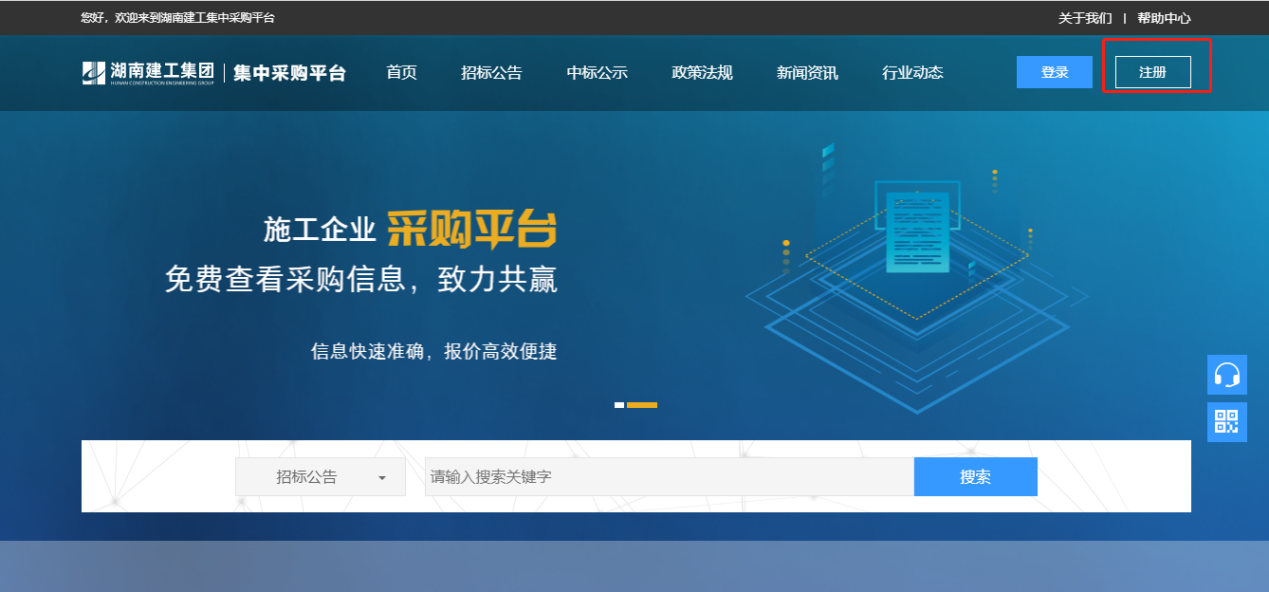 您好，欢迎来到湖南建工集中采购平台
关于我们 | 帮助中心
湖南建工集团 | 集中采购平台
HUNAN CONSTRUCTION ENGINEERING GROUP
首页 招标公告 中标公示 政策法规 新闻资讯 行业动态 登录 注册
施工企业 采购平台
免费查看采购信息，致力共赢
信息快速准确，报价高效便捷
招标公告 请输入搜索关键字 搜索